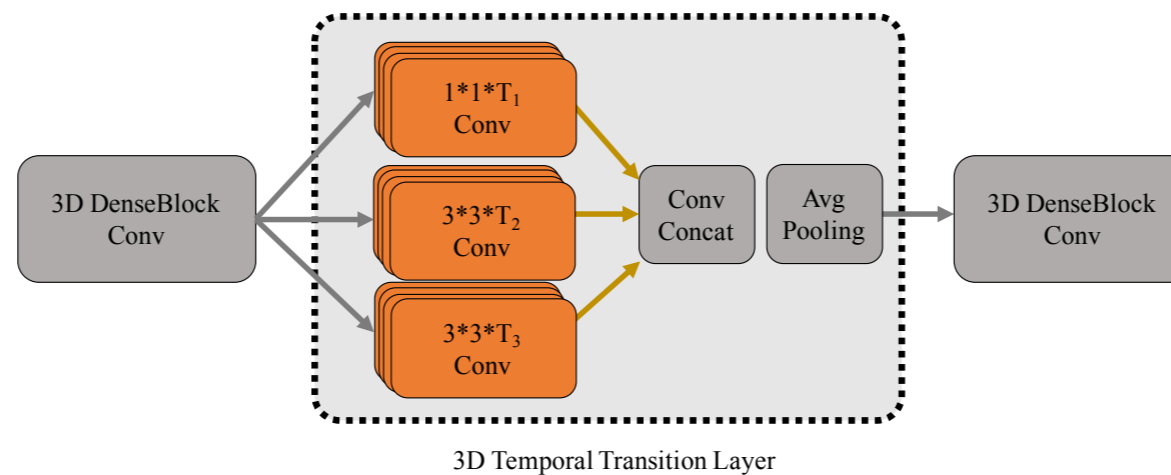 3D DenseBlock
Conv
1*1*T₁
Conv
3*3*T₂
Conv
3*3*T₃
Conv
Conv
Concat
Avg
Pooling
3D DenseBlock
Conv
3D Temporal Transition Layer